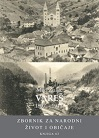 VAREŠ
ZBORNIK ZA NARODNI
ŽIVOT I OBIČAJE